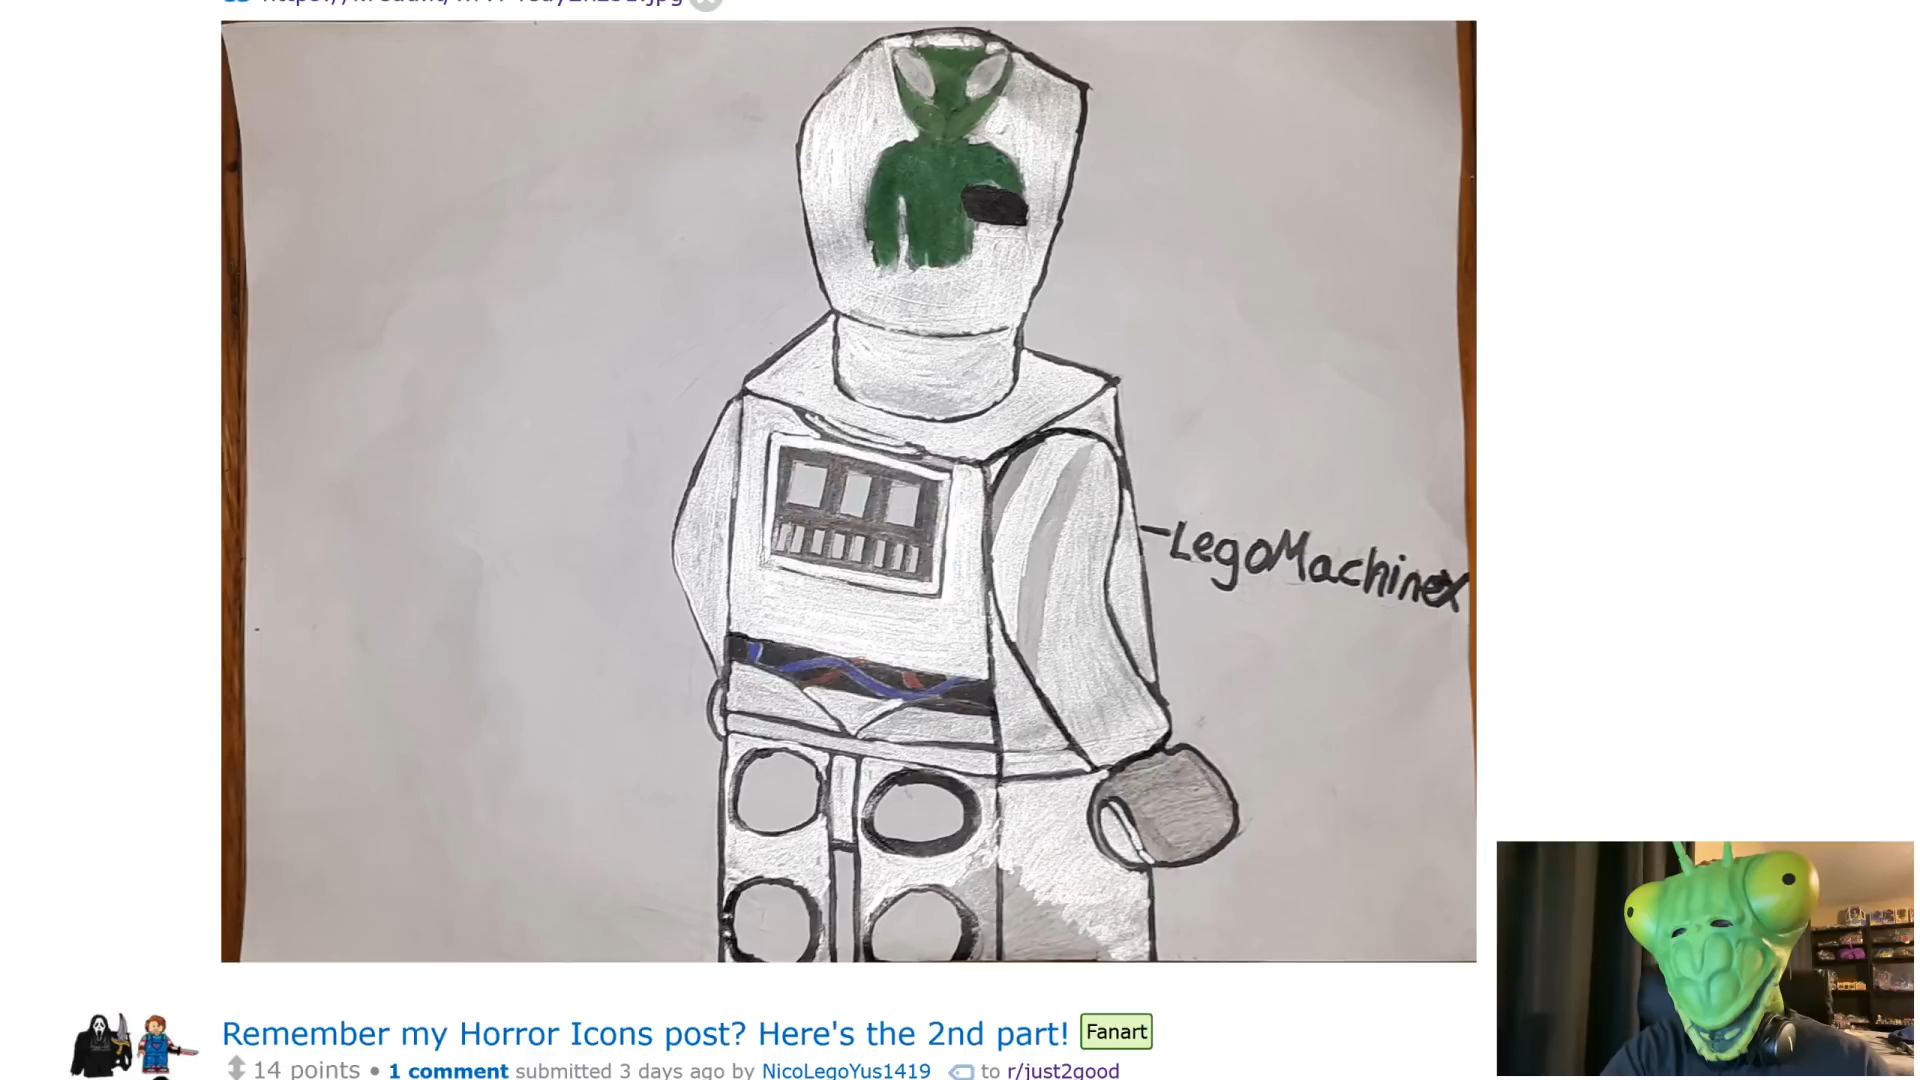 -LegoMachineX
Remember my Horror Icons post? Here's the 2nd part! Fanart
14 points • 1 comment submitted 3 days ago by NicoLegoYus1419 to r/just2good